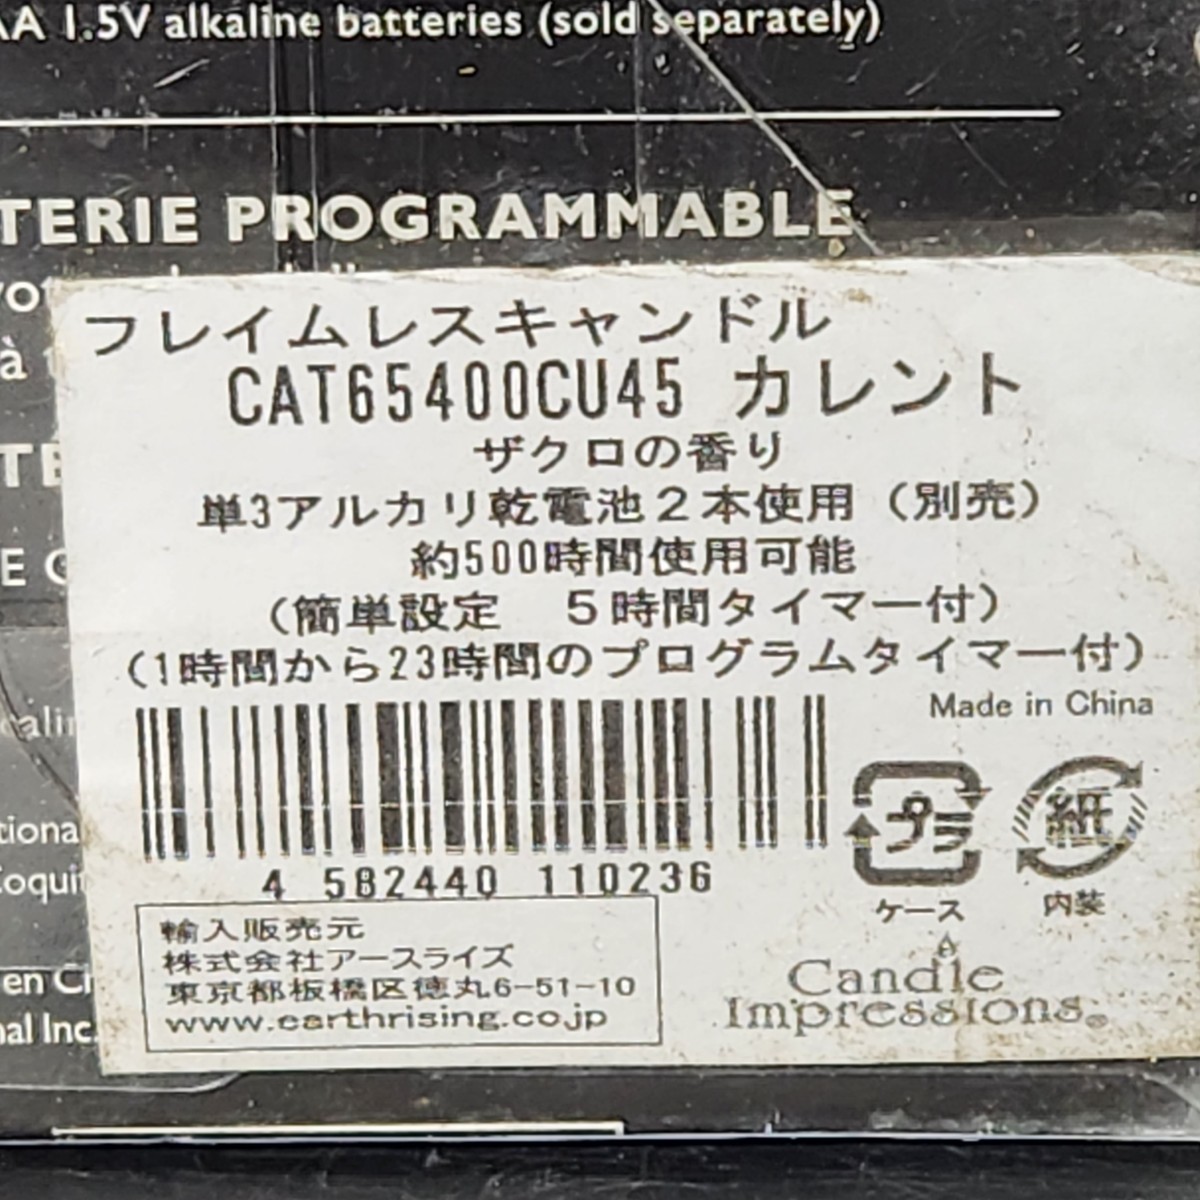 AA 1.5V alkaline batteries (sold separately)
PROGRAMMABLE
フレイムレスキャンドル
CAT65400CU45 カレント
ザクロの香り
単3アルカリ乾電池２本使用（別売）
約500時間使用可能
（簡単設定　５時間タイマー付）
（1時間から23時間のプログラムタイマー付）
Made in China
4 582440 110236
プラ
ケース
紙
内装
輸入販売元
株式会社アースライズ
東京都板橋区徳丸6-51-10
www.earthrising.co.jp
Candle
Impressions®
en
Inc.